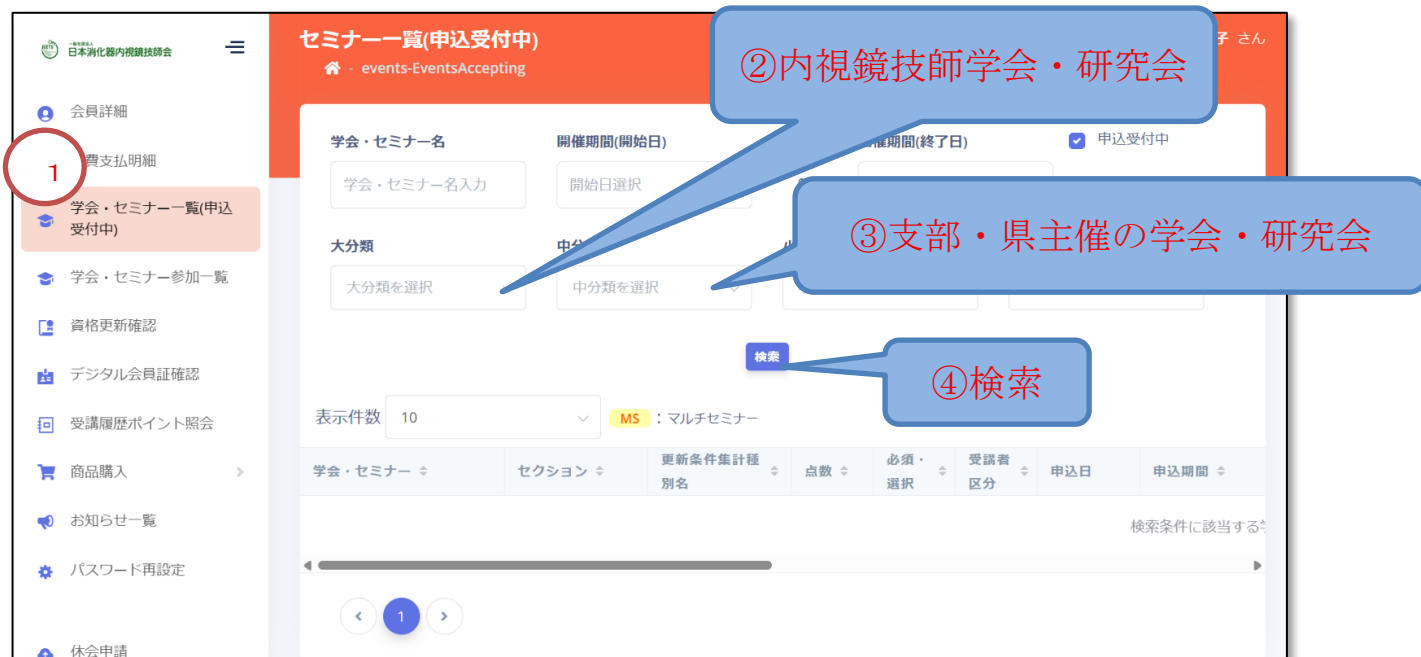 一般社団法人
日本消化器内視鏡技師会
会員詳細
1
費支払明細
学会・セミナー一覧(申込
受付中)
学会・セミナー参加一覧
資格更新確認
デジタル会員証確認
受講履歴ポイント照会
商品購入
お知らせ一覧
パスワード再設定
休会申請
セミナー一覧(申込受付中)
- events-EventsAccepting
子 さん
②内視鏡技師学会・研究会
学会・セミナー名
開催期間(開始日)
催期間(終了日)
申込受付中
学会・セミナー名入力
開始日選択
③支部・県主催の学会・研究会
大分類
中分
大分類を選択
中分類を選択
検索
④検索
表示件数 10
MS ：マルチセミナー
学会・セミナー
セクション
更新条件集計種
別名
点数
必須・
選択
受講者
区分
申込日
申込期間
検索条件に該当する
1